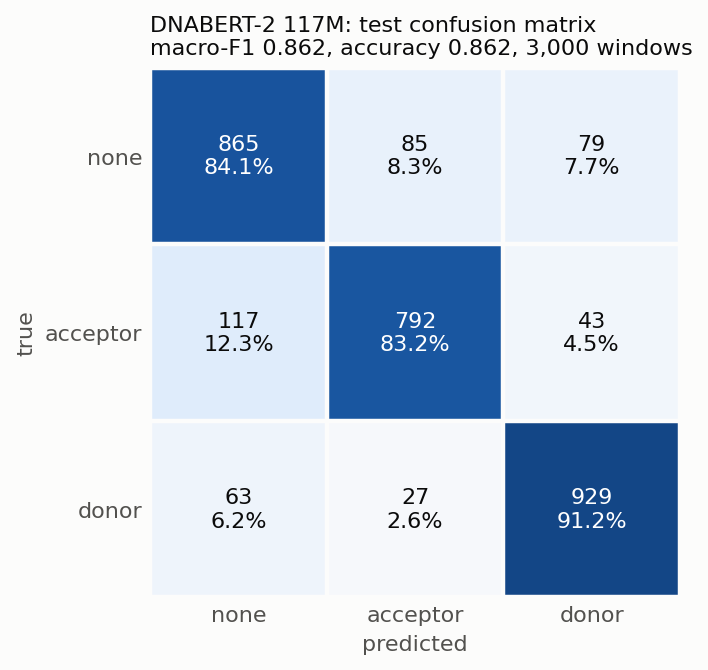 DNABERT-2 117M: test confusion matrix
macro-F1 0.862, accuracy 0.862, 3,000 windows
none
865
84.1%
85
8.3%
79
7.7%
true
acceptor
117
12.3%
792
83.2%
43
4.5%
donor
63
6.2%
27
2.6%
929
91.2%
none
acceptor
donor
predicted